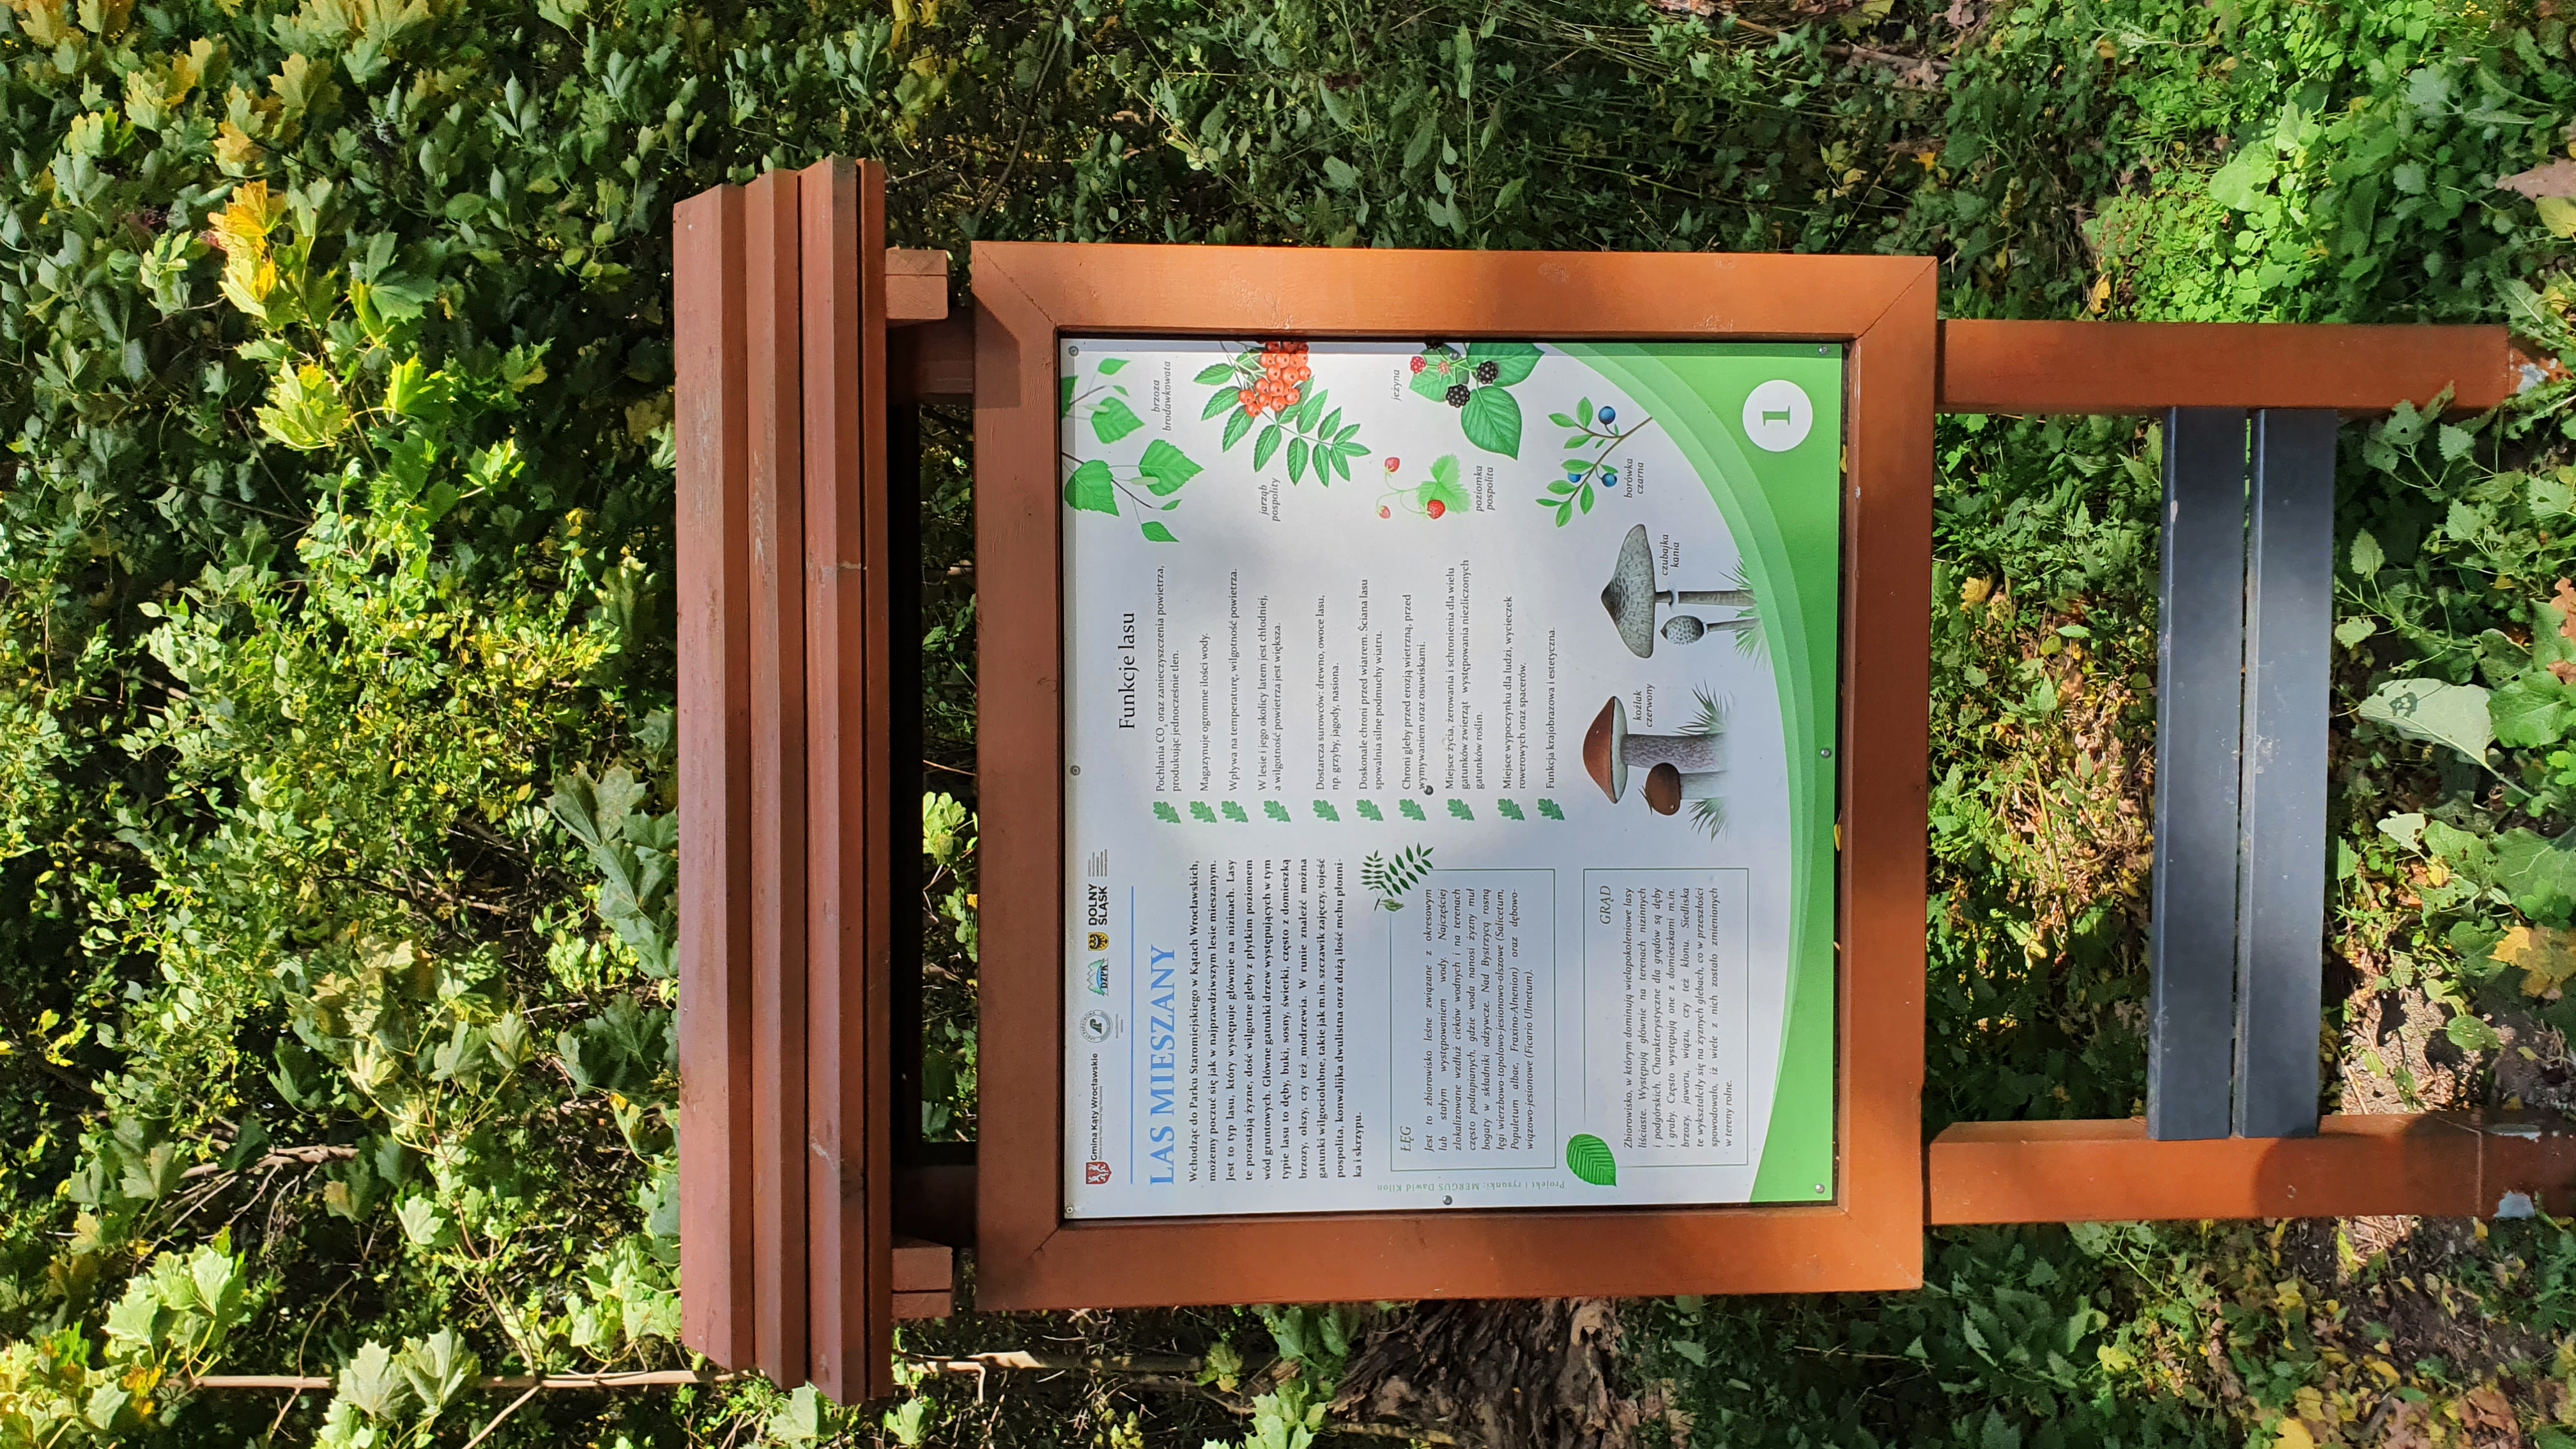 Gmina Kąty Wrocławskie
DZPK
DOLNY
ŚLĄSK
LAS MIESZANY
Wchodząc do Parku Staromiejskiego w Kątach Wrocławskich,
możemy poczuć się jak w najprawdziwszym lesie mieszanym.
Jest to typ lasu, który występuje głównie na nizinach. Lasy
te porastają żyzne, dość wilgotne gleby z płytkim poziomem
wód gruntowych. Główne gatunki drzew występujących w tym
typie lasu to dęby, buki, sosny, świerki, często z domieszką
brzozy, olszy, czy też modrzewia. W runie znaleźć można
gatunki wilgociolubne, takie jak m.in. szczawik zajęczy, tojeść
pospolita, konwalijka dwulistna oraz dużą ilość mchu płonni-
ka i skrzypu.
ŁĘG
Jest to zbiorowisko leśne związane z okresowym
lub stałym występowaniem wody. Najczęściej
zlokalizowane wzdłuż cieków wodnych i na terenach
często podtapianych, gdzie woda nanosi żyzny muł
bogaty w składniki odżywcze. Nad Bystrzycą rosną
łęgi wierzbowo-topolowo-jesionowo-olszowe (Salicetum,
Populetum albae, Fraxino-Alnenion) oraz dębowo-
wiązowo-jesionowe (Ficario Ulmetum).
GRĄD
Zbiorowisko, w którym dominują wielopokoleniowe lasy
liściaste. Występują głównie na terenach nizinnych
i podgórskich. Charakterystyczne dla grądów są dęby
i graby. Często występują one z domieszkami m.in.
brzozy, jaworu, wiązu, czy też klonu. Siedliska
te wykształciły się na żyznych glebach, co w przeszłości
spowodowało, iż wiele z nich zostało zmienionych
w tereny rolne.
Projekt i rysunki: MERGUS Dawid Kilon
Funkcje lasu
Pochłania CO₂ oraz zanieczyszczenia powietrza,
produkując jednocześnie tlen.
Magazynuje ogromne ilości wody.
Wpływa na temperaturę, wilgotność powietrza.
W lesie i jego okolicy latem jest chłodniej,
a wilgotność powietrza jest większa.
Dostarcza surowców: drewno, owoce lasu,
np. grzyby, jagody, nasiona.
Doskonale chroni przed wiatrem. Ściana lasu
spowalnia silne podmuchy wiatru.
Chroni gleby przed erozją wietrzną, przed
wymywaniem oraz osuwiskami.
Miejsce życia, żerowania i schronienia dla wielu
gatunków zwierząt występowania niezliczonych
gatunków roślin.
Miejsce wypoczynku dla ludzi, wycieczek
rowerowych oraz spacerów.
Funkcja krajobrazowa i estetyczna.
koźlak
czerwony
czubajka
kania
brzoza
brodawkowata
jarząb
pospolity
jeżyna
poziomka
pospolita
borówka
czarna
1